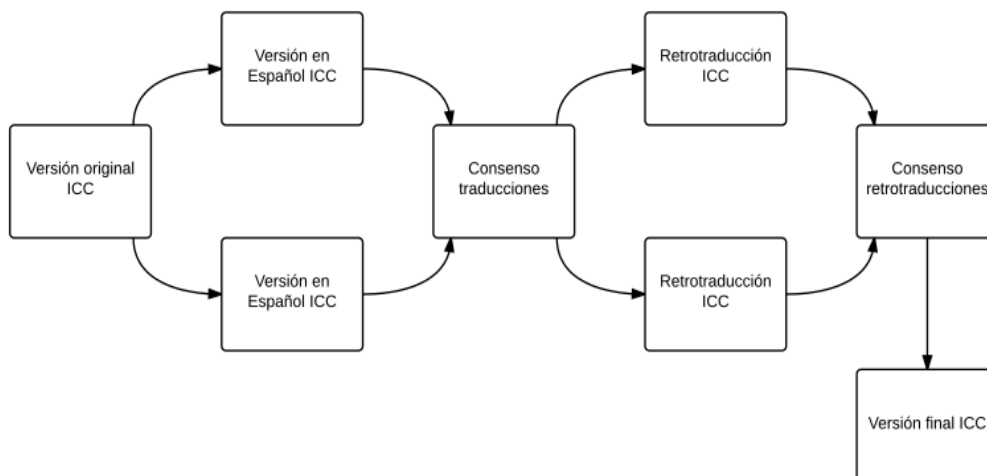 Versión original
ICC
Versión en
Español ICC
Versión en
Español ICC
Consenso
traducciones
Retrotraducción
ICC
Retrotraducción
ICC
Consenso
retrotraducciones
Versión final ICC